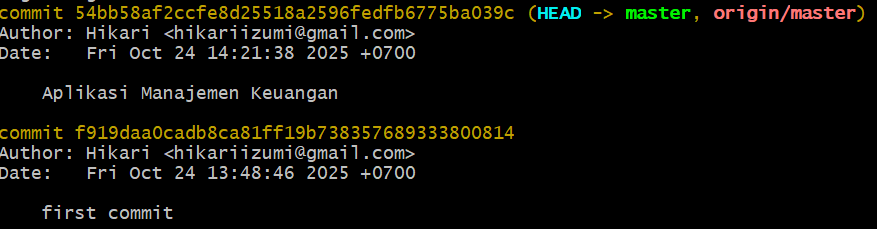 commit 54bb58af2ccfe8d25518a2596fedfb6775ba039c (HEAD -> master, origin/master)
Author: Hikari <hikariizumi@gmail.com>
Date:   Fri Oct 24 14:21:38 2025 +0700
Aplikasi Manajemen Keuangan
commit f919daa0cadb8ca81ff19b738357689333800814
Author: Hikari <hikariizumi@gmail.com>
Date:   Fri Oct 24 13:48:46 2025 +0700
first commit